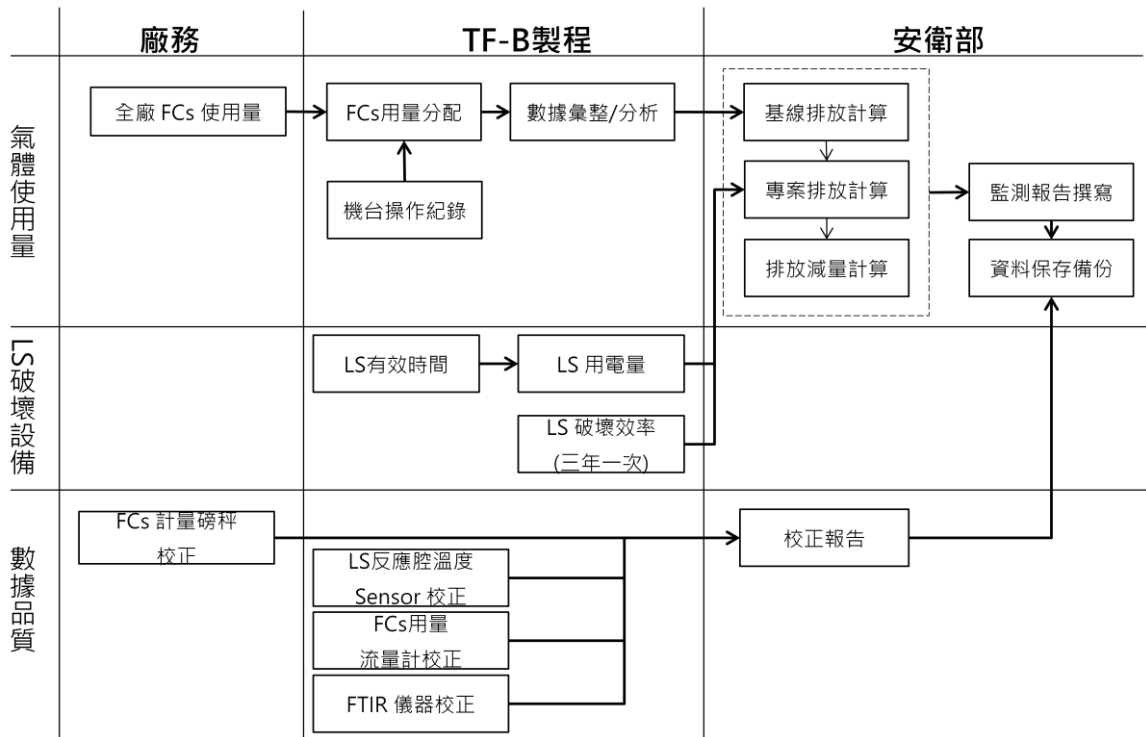 廠務
TF-B製程
安衛部
氣體使用量
全廠 FCs 使用量
FCs用量分配
數據彙整/分析
基線排放計算
機台操作紀錄
專案排放計算
監測報告撰寫
排放減量計算
資料保存備份
LS破壞設備
LS有效時間
LS 用電量
LS 破壞效率
(三年一次)
數據品質
FCs 計量磅秤
校正
校正報告
LS反應腔溫度
Sensor 校正
FCs用量
流量計校正
FTIR 儀器校正